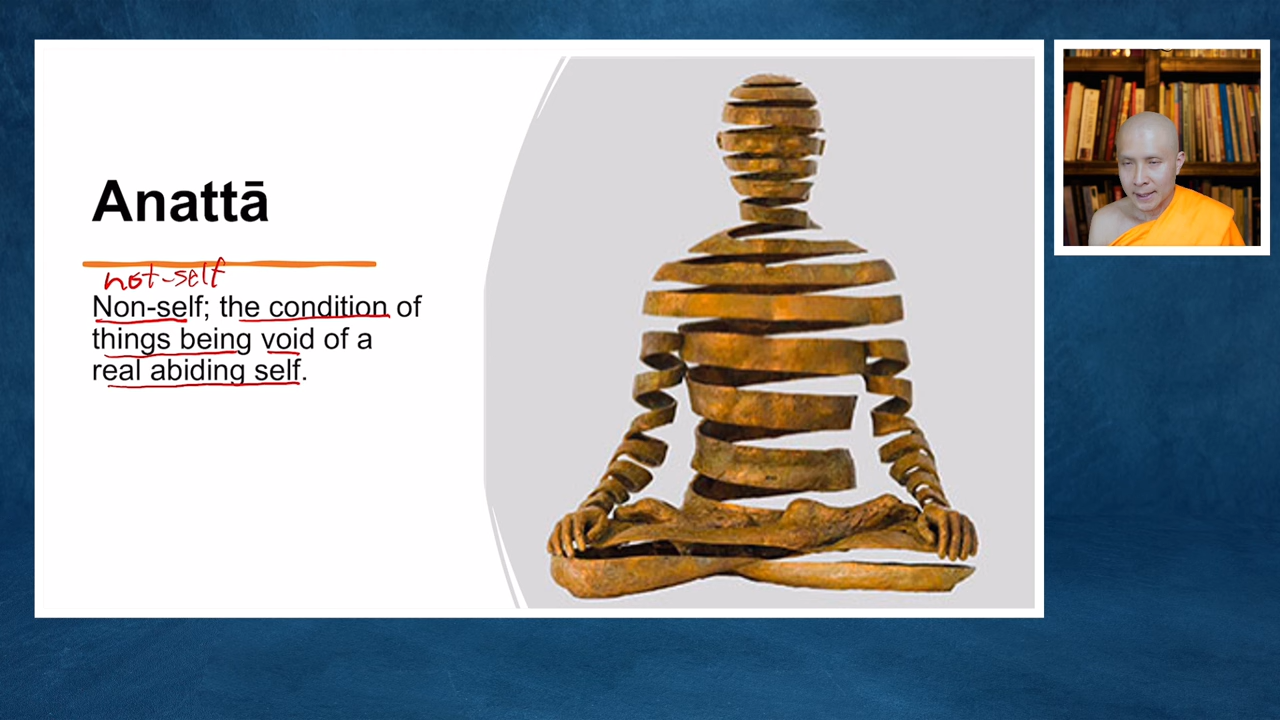 Anattā
not-self
Non-self; the condition of
things being void of a
real abiding self.